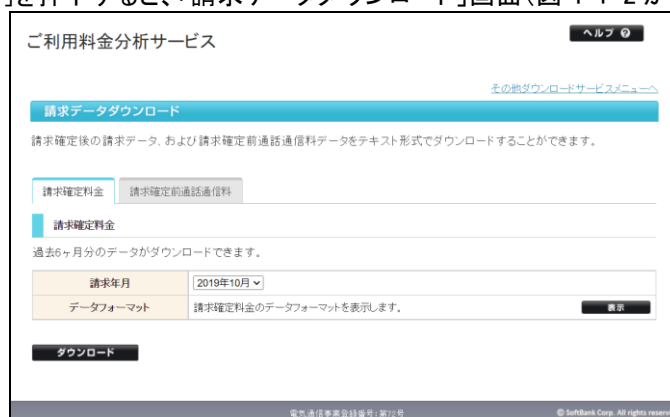 」を押下すると、「請求データダウンロード」画面(図
ご利用料金分析サービス
ヘルプ
その他ダウンロードサービスメニューへ
請求データダウンロード
請求確定後の請求データ、および請求確定前通話通信料データをテキスト形式でダウンロードすることができます。
請求確定料金 請求確定前通話通信料
請求確定料金
過去6ヶ月分のデータがダウンロードできます。
請求年月 2019年10月
データフォーマット 請求確定料金のデータフォーマットを表示します。 表示
ダウンロード
電気通信事業登録番号:第72号 © SoftBank Corp. All rights reserv